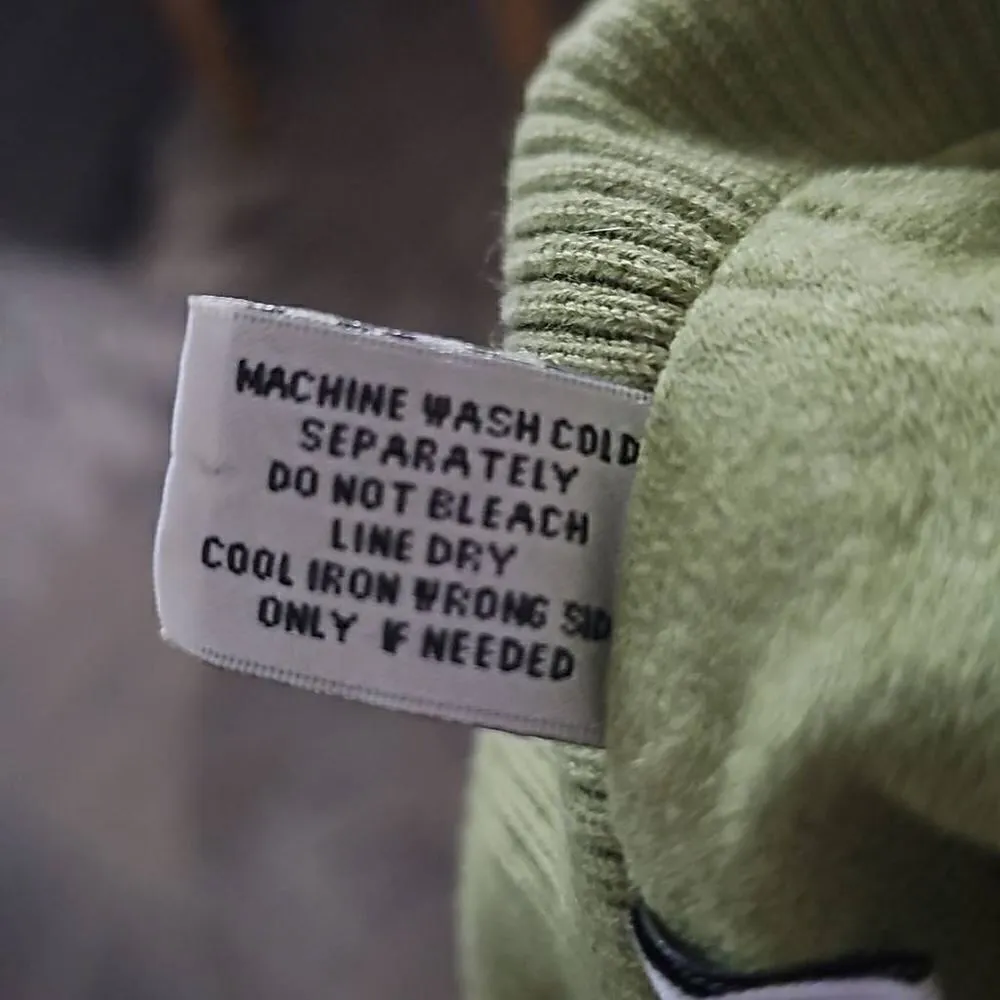 MACHINE WASH COLD
SEPARATELY
DO NOT BLEACH
LINE DRY
COOL IRON WRONG SID
ONLY IF NEEDED